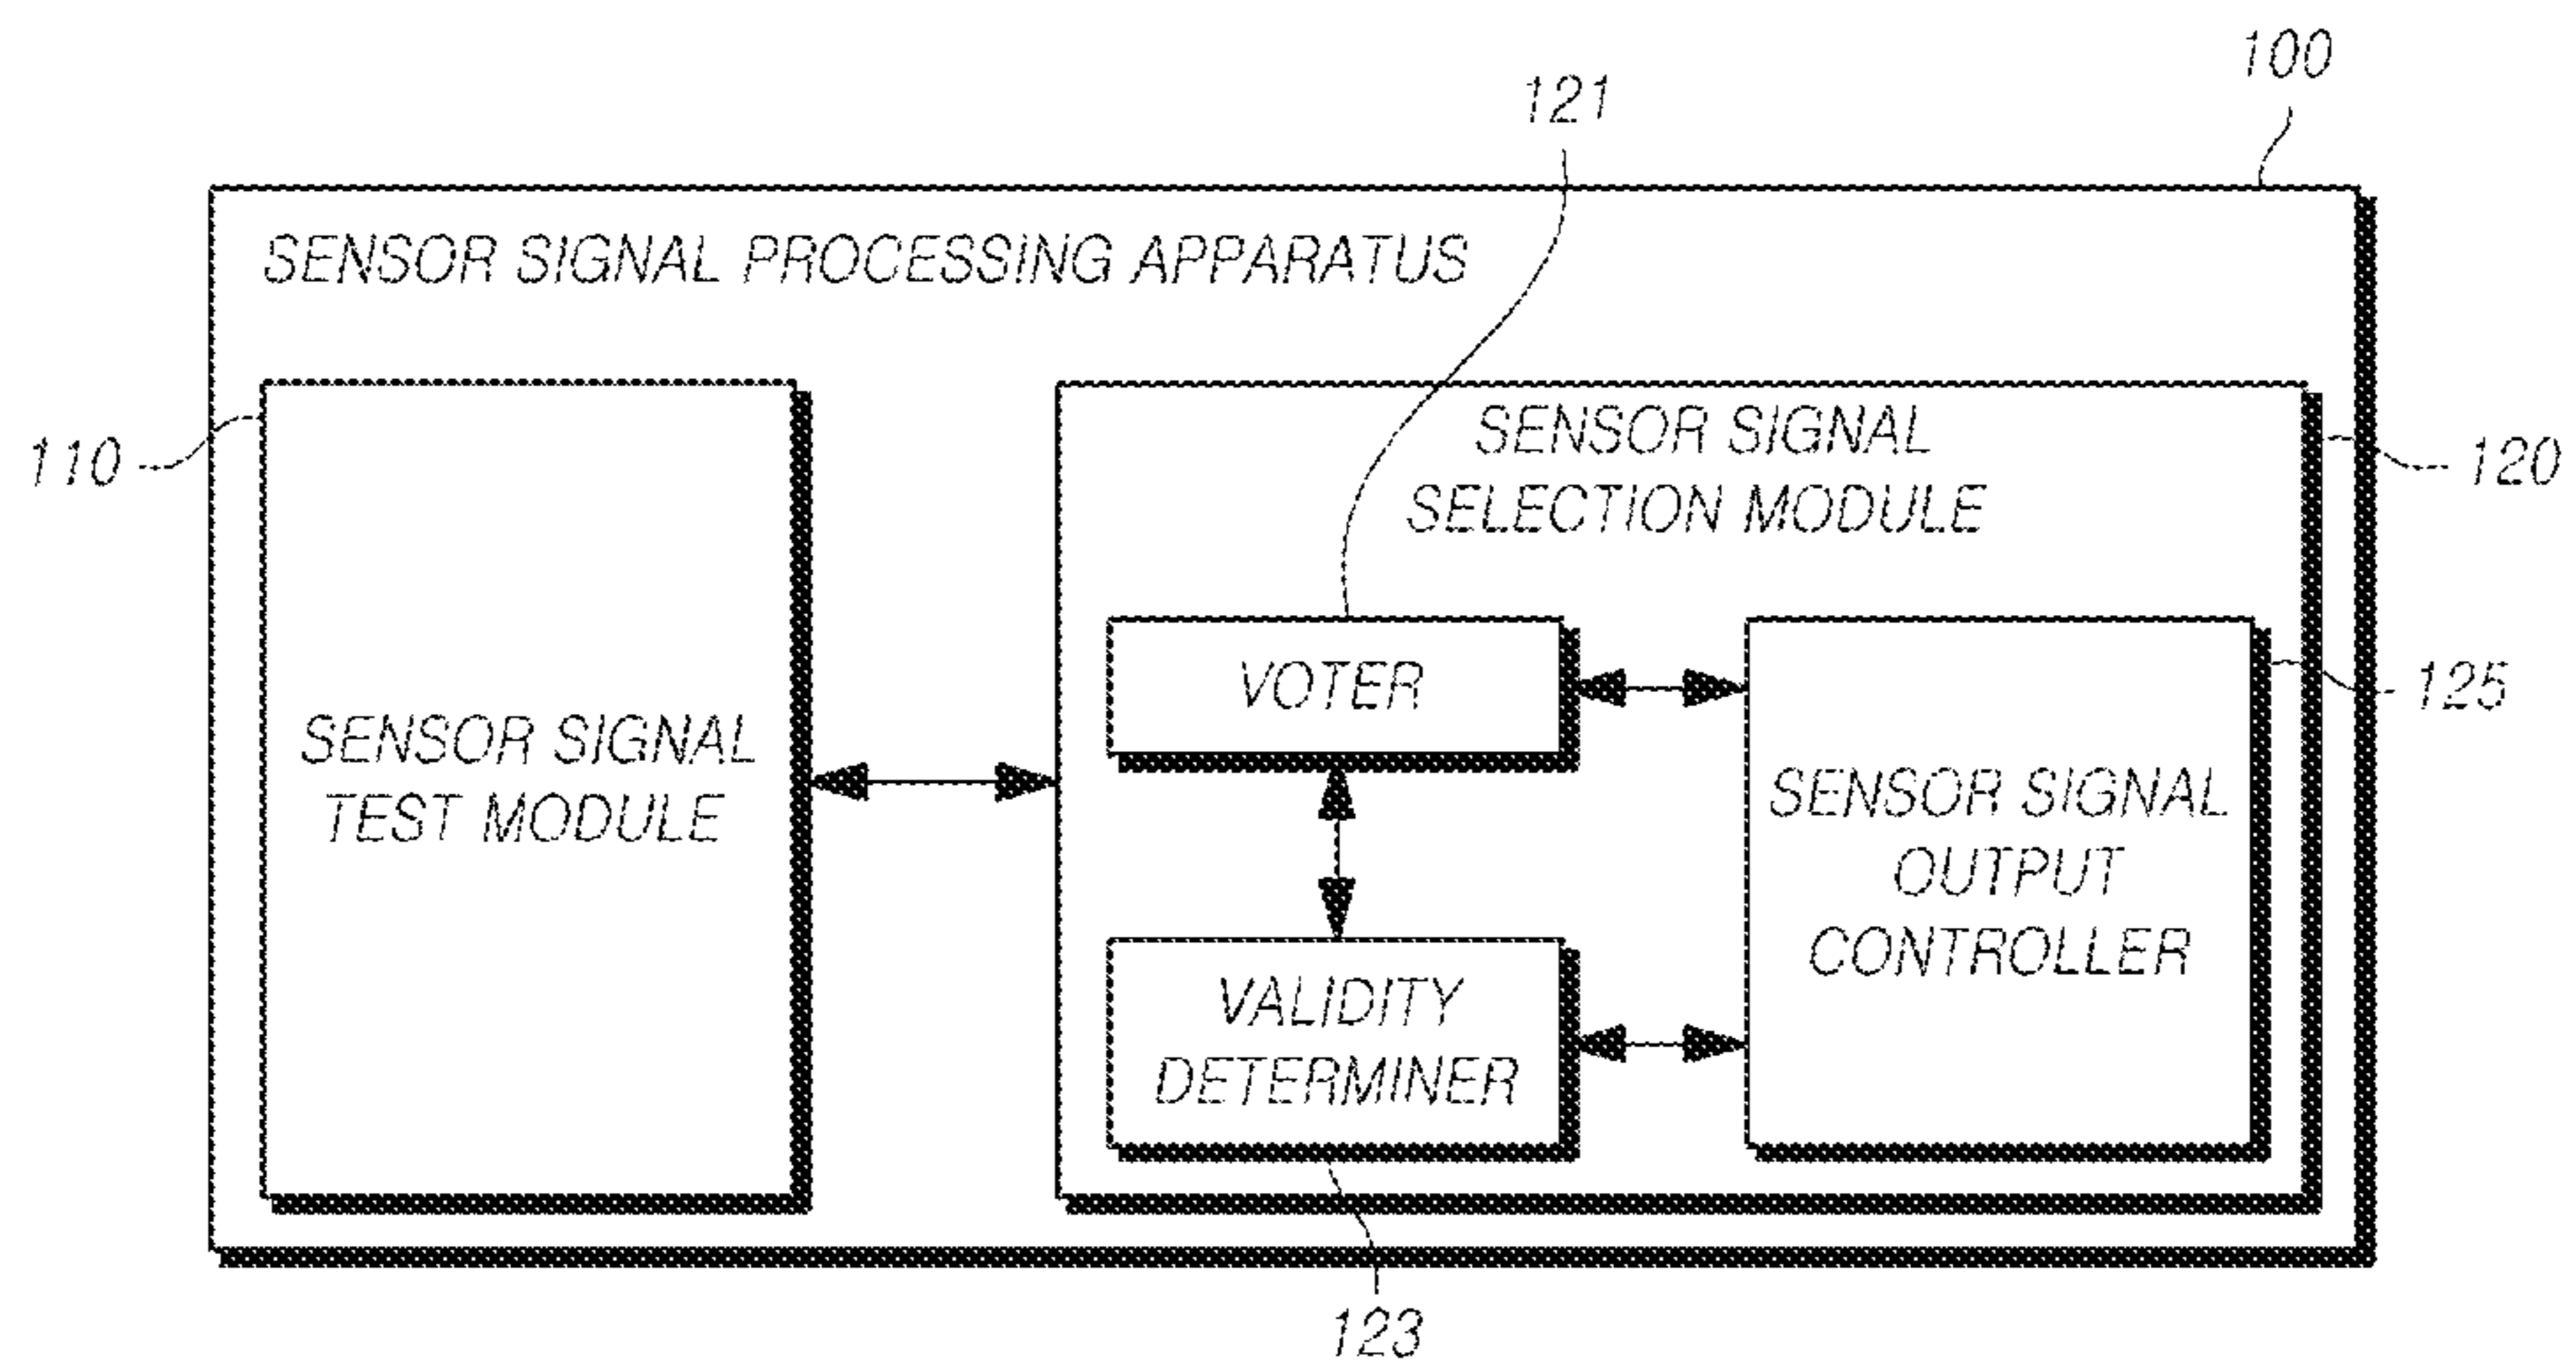 100
121
SENSOR SIGNAL PROCESSING APPARATUS
110
SENSOR SIGNAL
SELECTION MODULE
120
VOTER
125
SENSOR SIGNAL
TEST MODULE
SENSOR SIGNAL
OUTPUT
CONTROLLER
VALIDITY
DETERMINER
123